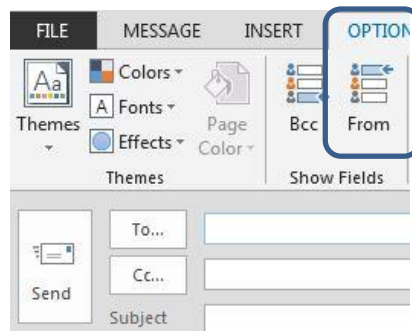 FILE MESSAGE INSERT OPTION
Aa Colors
A Fonts
Themes Effects Page Color Bcc From
Themes Show Fields
To...
Cc...
Send
Subject